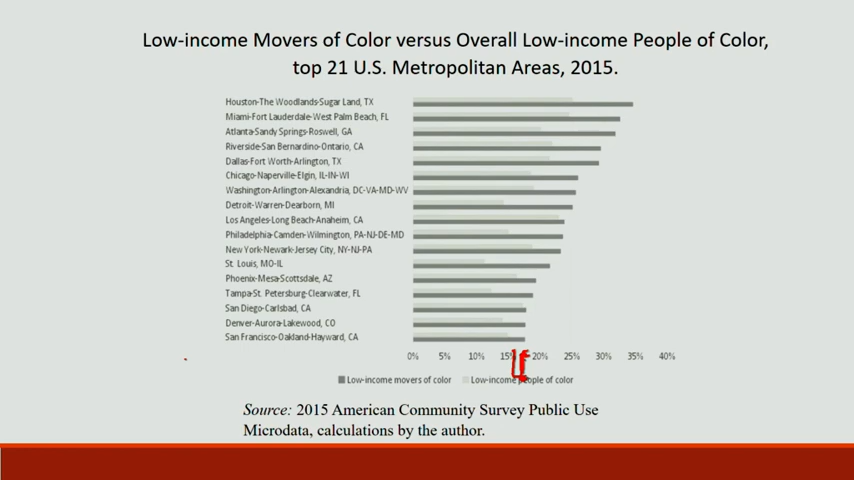 Low-income Movers of Color versus Overall Low-income People of Color,
top 21 U.S. Metropolitan Areas, 2015.
Houston-The Woodlands-Sugar Land, TX
Miami-Fort Lauderdale-West Palm Beach, FL
Atlanta-Sandy Springs-Roswell, GA
Riverside-San Bernardino-Ontario, CA
Dallas-Fort Worth-Arlington, TX
Chicago-Naperville-Elgin, IL-IN-WI
Washington-Arlington-Alexandria, DC-VA-MD-WV
Detroit-Warren-Dearborn, MI
Los Angeles-Long Beach-Anaheim, CA
Philadelphia-Camden-Wilmington, PA-NJ-DE-MD
New York-Newark-Jersey City, NY-NJ-PA
St. Louis, MO-IL
Phoenix-Mesa-Scottsdale, AZ
Tampa-St. Petersburg-Clearwater, FL
San Diego-Carlsbad, CA
Denver-Aurora-Lakewood, CO
San Francisco-Oakland-Hayward, CA
0% 5% 10% 15% 20% 25% 30% 35% 40%
Low-income movers of color Low-income people of color
Source: 2015 American Community Survey Public Use
Microdata, calculations by the author.